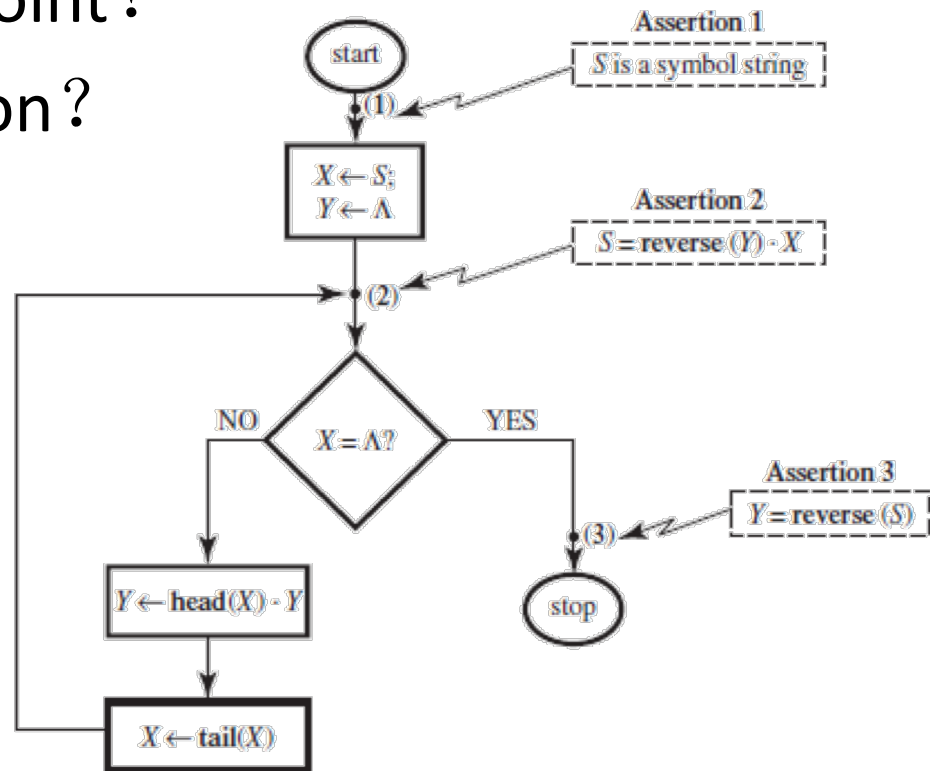 on?
start
(1)
Assertion 1
S is a symbol string
X ← S;
Y ← Λ
Assertion 2
S = reverse (Y) · X
(2)
NO
YES
X = Λ?
Assertion 3
Y = reverse (S)
(3)
Y ← head(X) · Y
stop
X ← tail(X)